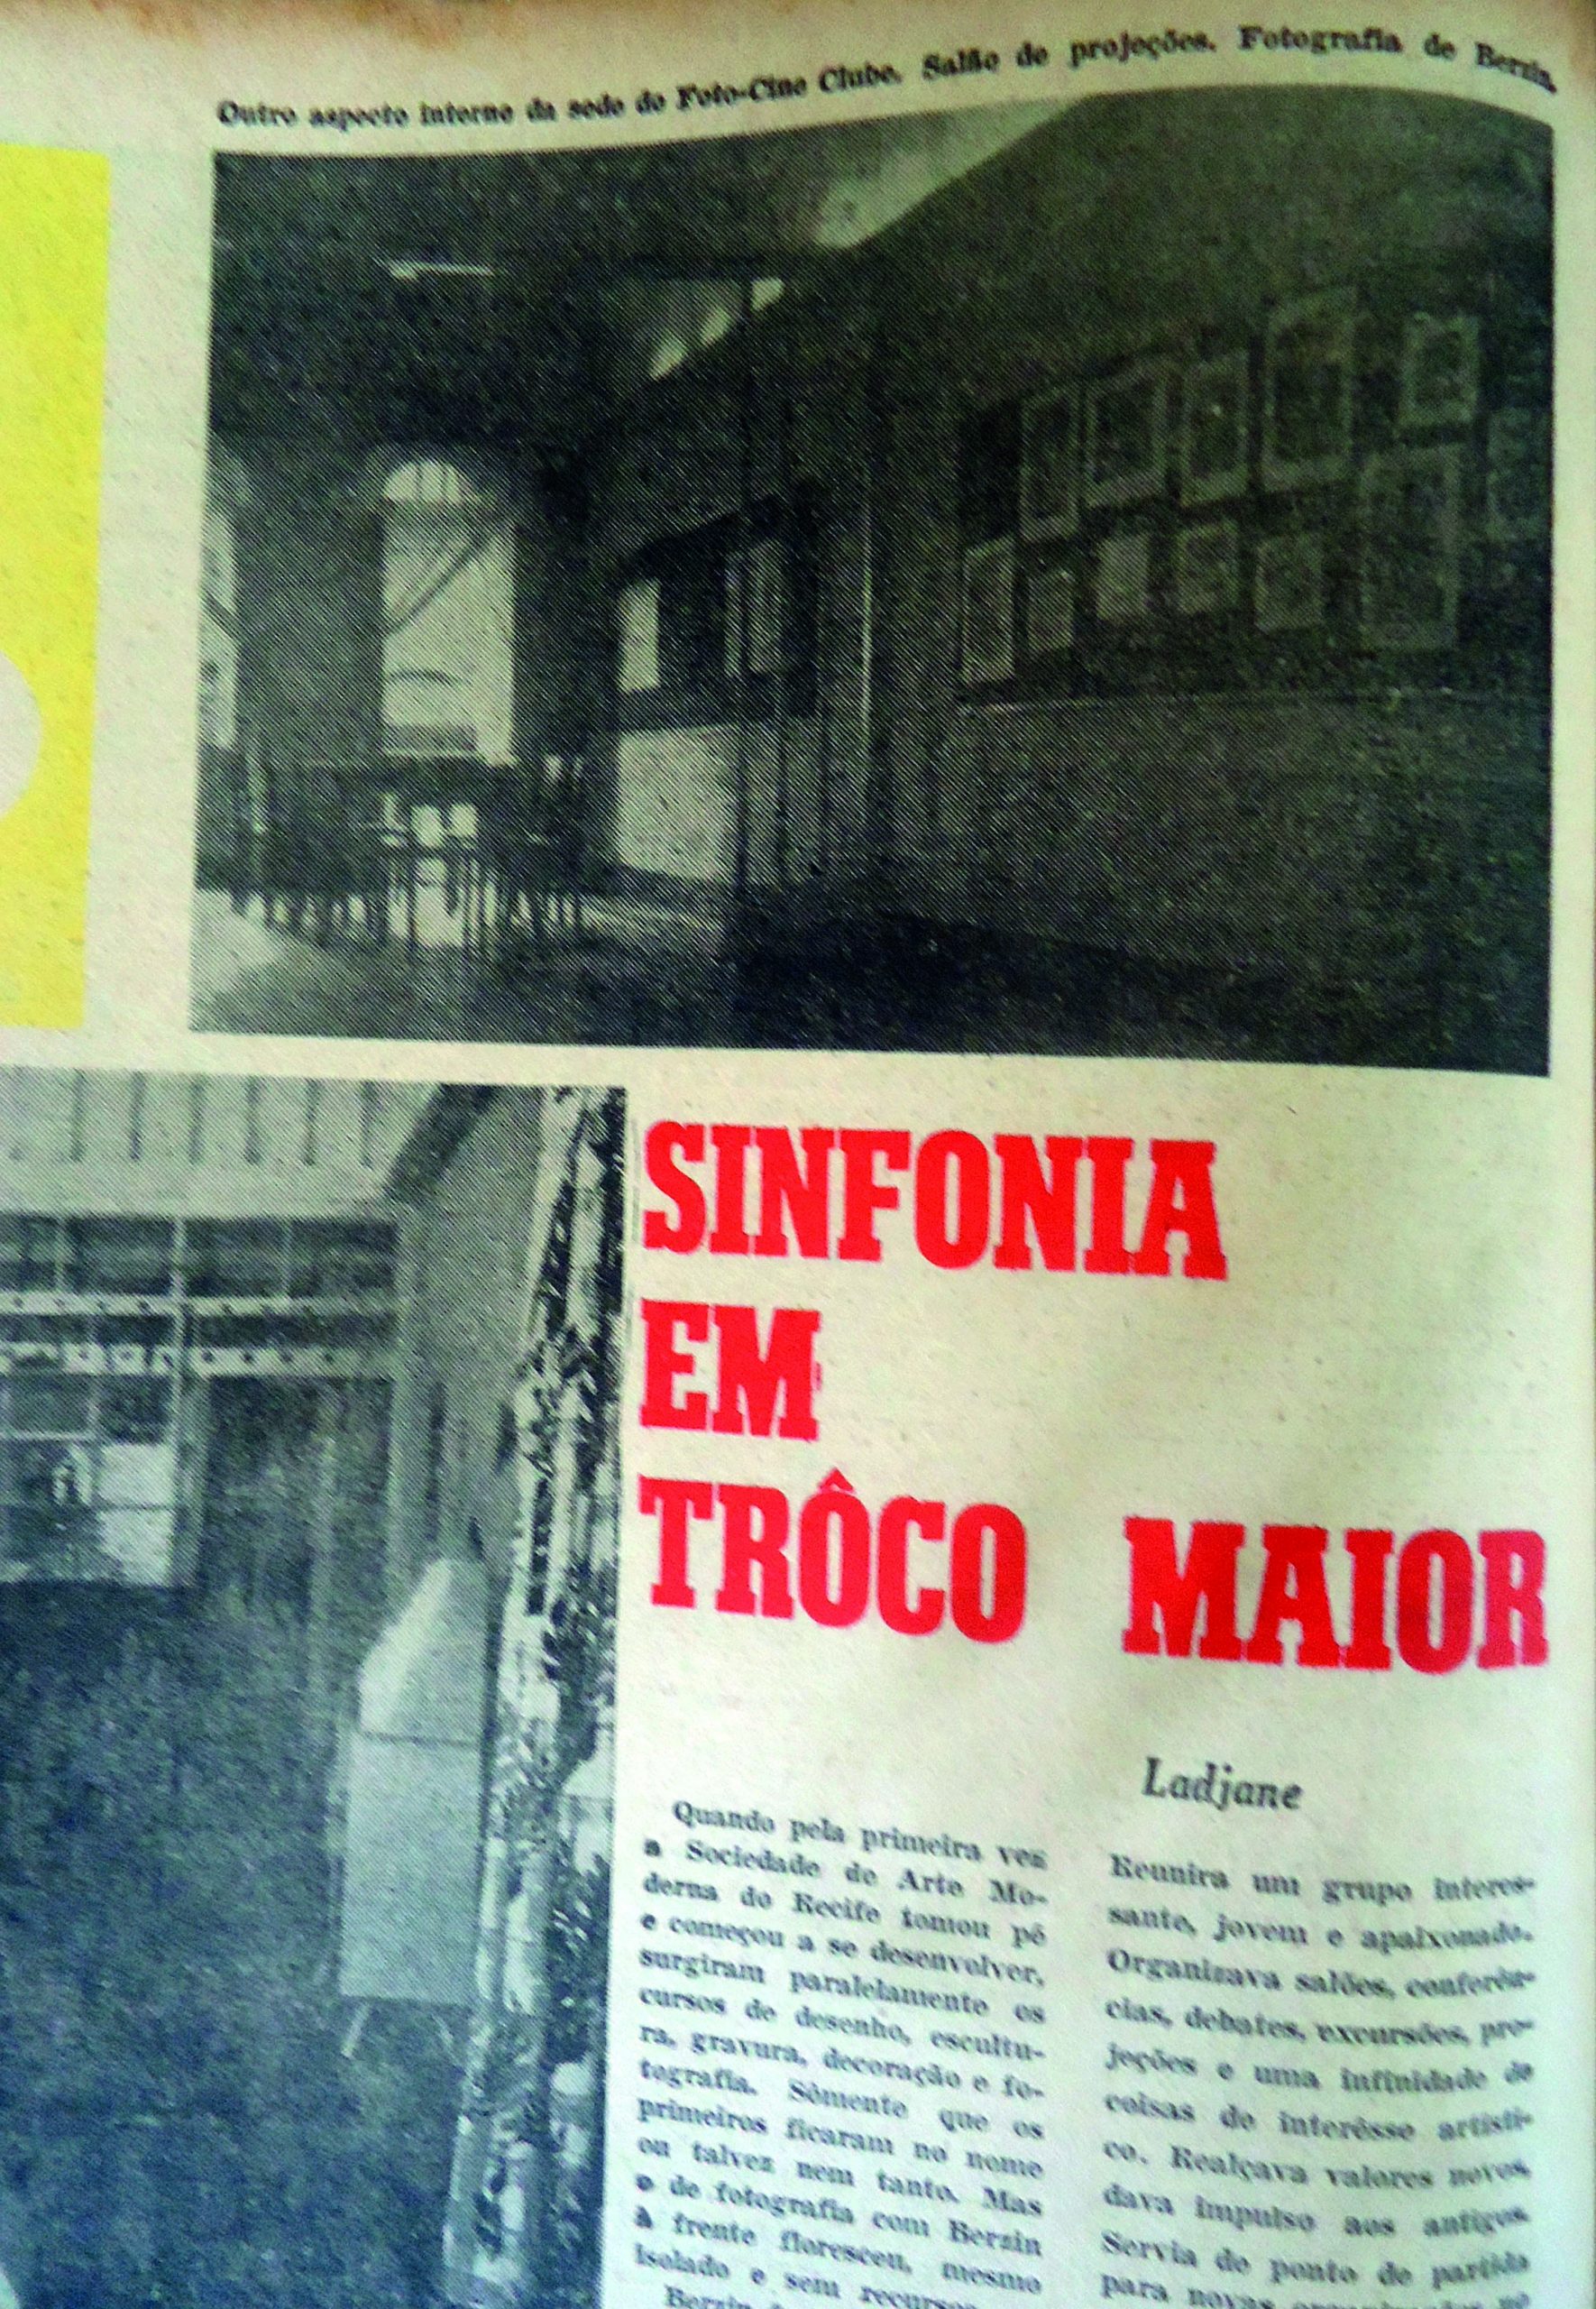 Outro aspecto interno da sede do Foto-Cine Clube. Salão de projeções. Fotografia de Berzin.
SINFONIA
EM
TRÔCO MAIOR
Ladjane
Quando pela primeira vez
a Sociedade de Arte Mo-
derna do Recife tomou pé
e começou a se desenvolver,
surgiram paralelamente os
cursos de desenho, escultu-
ra, gravura, decoração e fo-
tografia. Sòmente que os
primeiros ficaram no nome
ou talvez nem tanto. Mas
o de fotografia com Berzin
à frente floresceu, mesmo
isolado e sem recursos
Berzin
Reunira um grupo interes-
sante, jovem e apaixonado.
Organizava salões, conferên-
cias, debates, excursões, pro-
jeções e uma infinidade de
coisas de interêsse artísti-
co. Realçava valores novos
dava impulso aos antigos
Servia de ponto de partida
para novas